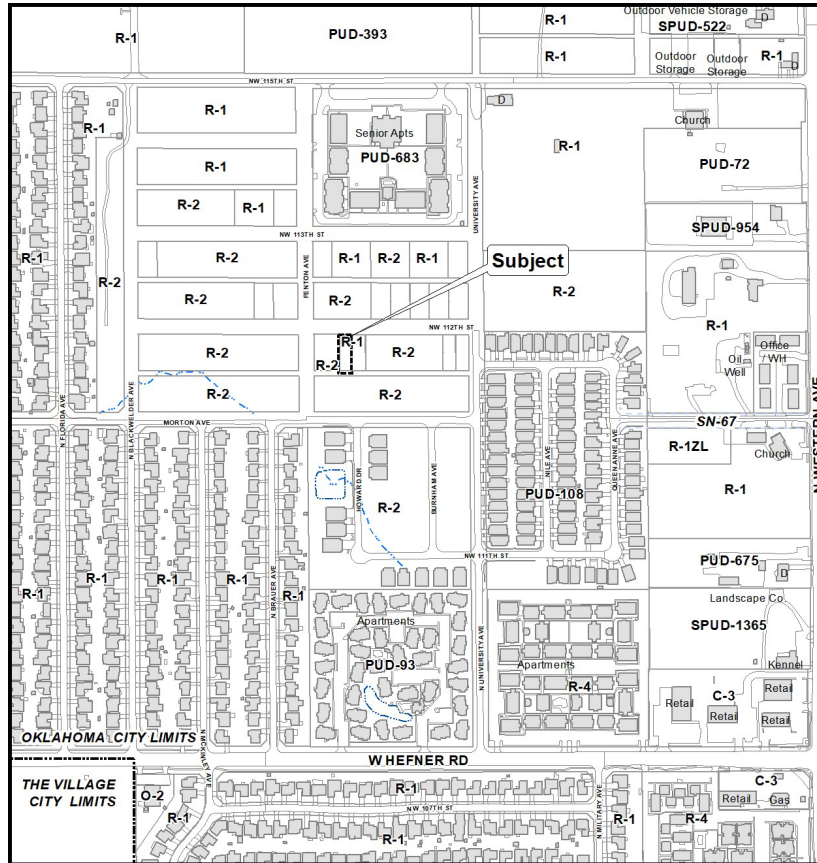 Outdoor Vehicle Storage
D
SPUD-522
R-1
PUD-393
R-1
R-1
Outdoor
Storage
Outdoor
Storage
R-1
D
NW 115TH ST
R-1
D
R-1
Senior Apts
PUD-683
Church
R-1
R-1
PUD-72
R-2
R-1
UNIVERSITY AVE
SPUD-954
NW 113TH ST
R-1
R-2
R-2
FENTON AVE
R-1
R-2
R-1
Subject
R-2
R-2
R-2
R-1
NW 112TH ST
R-2
R-1
R-2
R-2
Oil
Well
Office
/ WH
R-2
R-2
N FLORIDA AVE
N BLACKWELDER AVE
MORTON AVE
SN-67
N WESTERN AVE
R-1ZL
Church
HOWARD DR
R-2
BURNHAM AVE
NILE AVE
QUEEN ANNE AVE
PUD-108
R-1
NW 111TH ST
PUD-675
D
R-1
R-1
R-1
R-1
N BRAUER AVE
R-1
Landscape Co
SPUD-1365
Apartments
PUD-93
N UNIVERSITY AVE
Apartments
R-4
Kennel
C-3
Retail
Retail
Retail
Retail
OKLAHOMA CITY LIMITS
N MCKINLEY AVE
W HEFNER RD
THE VILLAGE
CITY LIMITS
O-2
R-1
R-1
NW 107TH ST
R-1
N MILITARY AVE
R-1
R-4
C-3
Retail
Gas